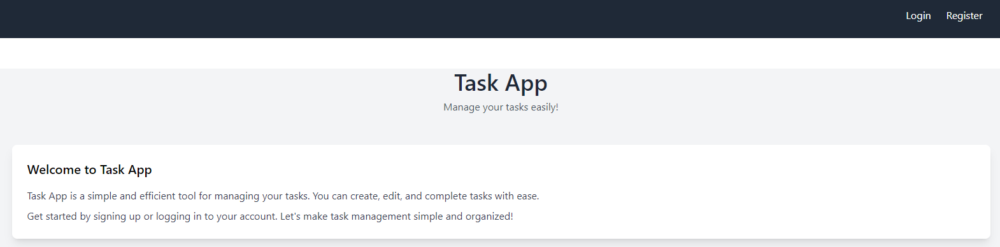 Login Register
Task App
Manage your tasks easily!
Welcome to Task App
Task App is a simple and efficient tool for managing your tasks. You can create, edit, and complete tasks with ease.
Get started by signing up or logging in to your account. Let's make task management simple and organized!